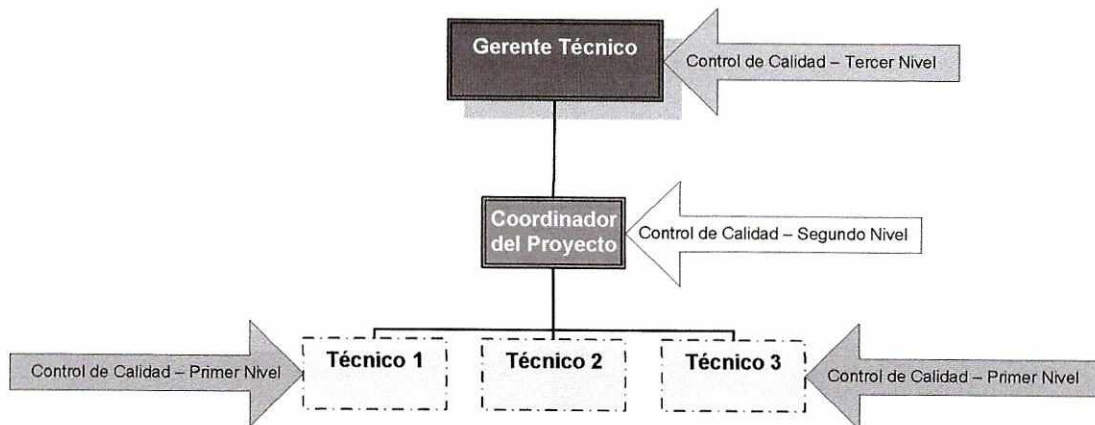 Gerente Técnico
Control de Calidad – Tercer Nivel
Coordinador
del Proyecto
Control de Calidad – Segundo Nivel
Control de Calidad – Primer Nivel
Técnico 1
Técnico 2
Técnico 3
Control de Calidad – Primer Nivel